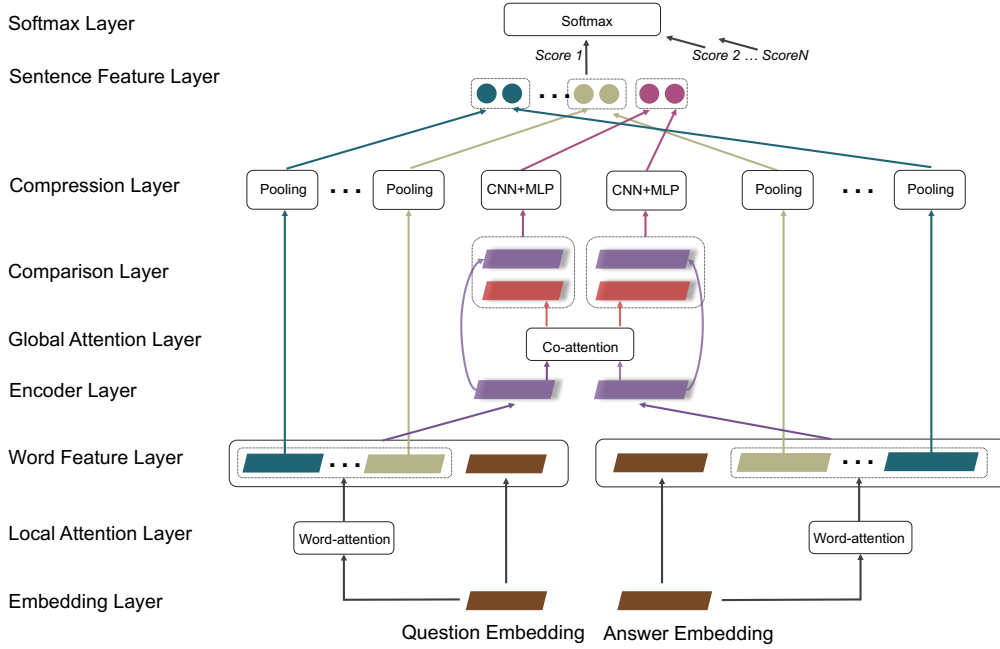 Softmax Layer
Softmax
Score 1
Score 2 ... ScoreN
Sentence Feature Layer
Compression Layer
Pooling
Pooling
CNN+MLP
CNN+MLP
Pooling
Pooling
Comparison Layer
Global Attention Layer
Co-attention
Encoder Layer
Word Feature Layer
Local Attention Layer
Word-attention
Word-attention
Embedding Layer
Question Embedding
Answer Embedding